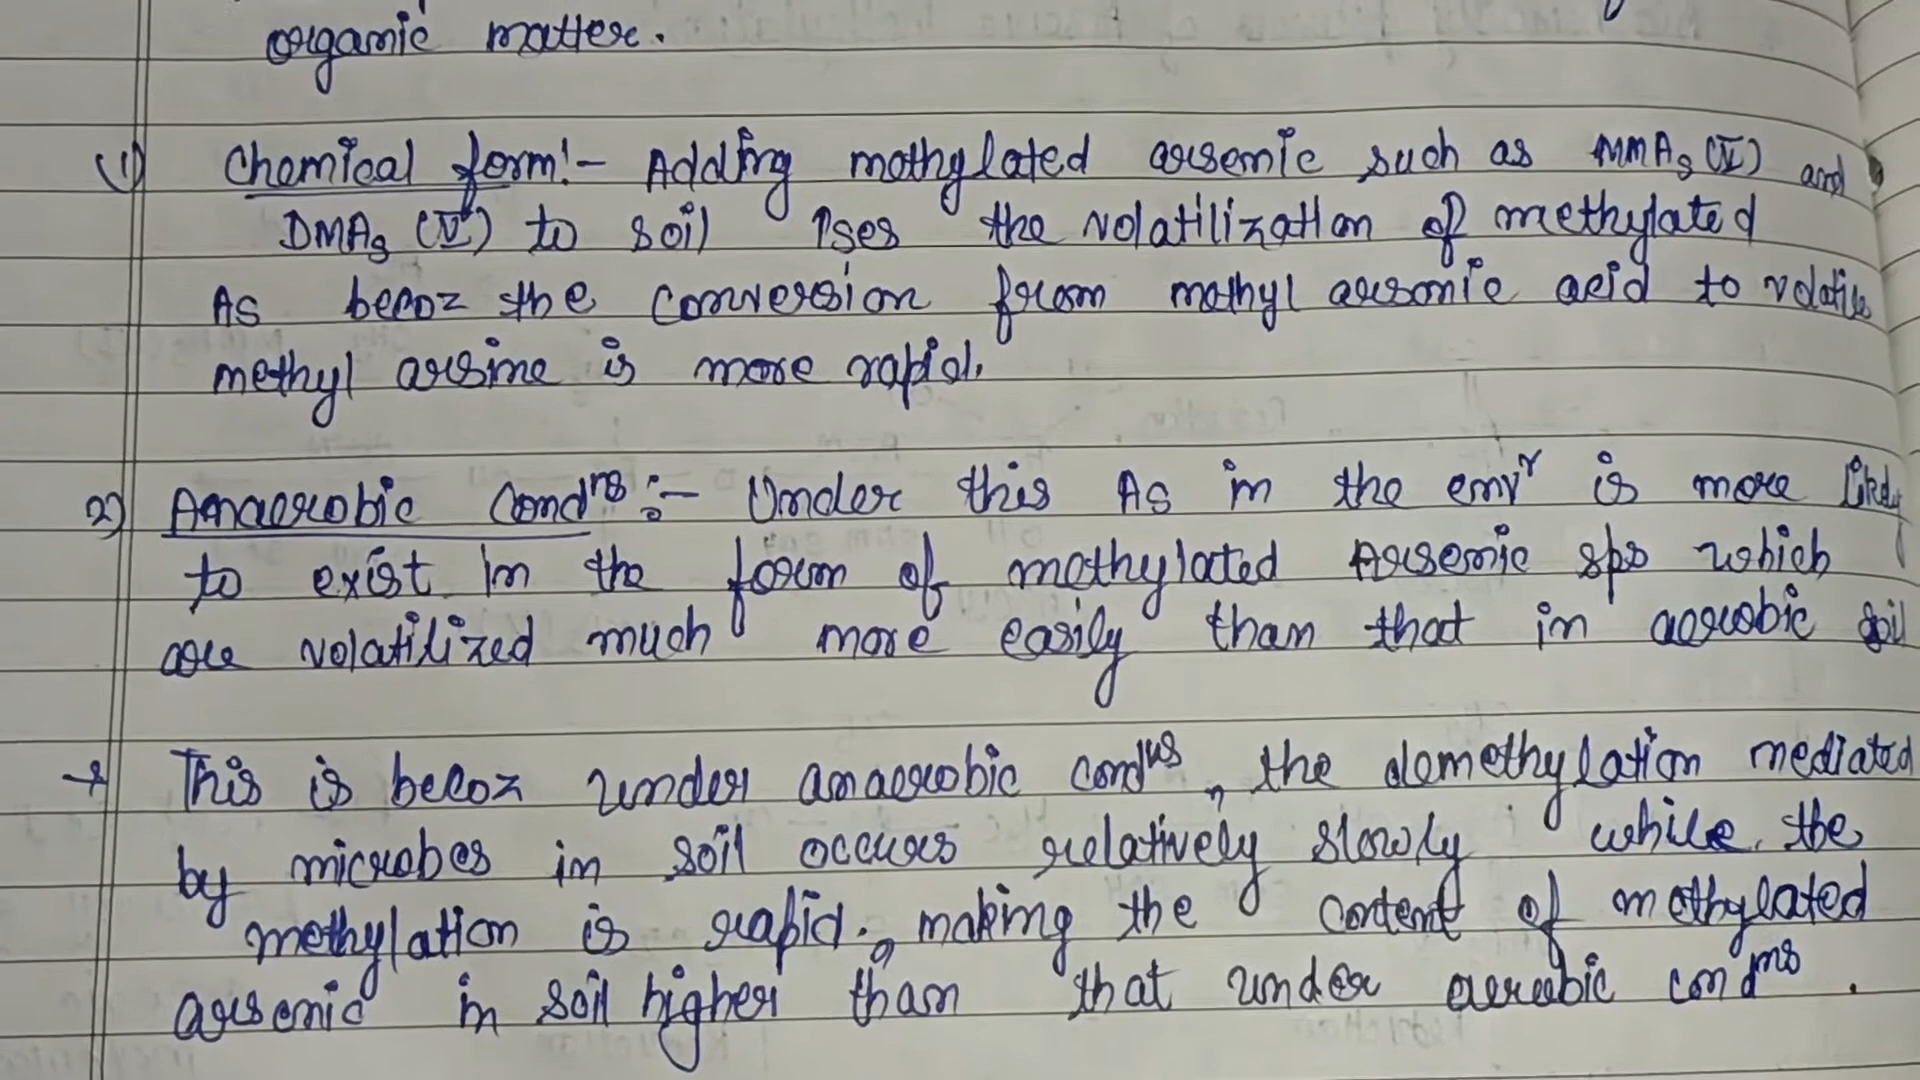 organic matter.
(1) Chemical form :- Adding methylated arsenic such as MMAs (V) and
DMAs (V) to soil ↑ses the volatilization of methylated
As becoz the conversion from methyl arsonic acid to volatile
methyl arsine is more rapid.
2) Anaerobic Condns :- Under this As in the envr is more likely
to exist in the form of methylated Arsenic sps which
are volatilized much more easily than that in aerobic soil
→ This is becoz under anaerobic condns, the demethylation mediated
by microbes in soil occurs relatively slowly while the
methylation is rapid, making the content of methylated
arsenic in soil higher than that under aerobic condns.